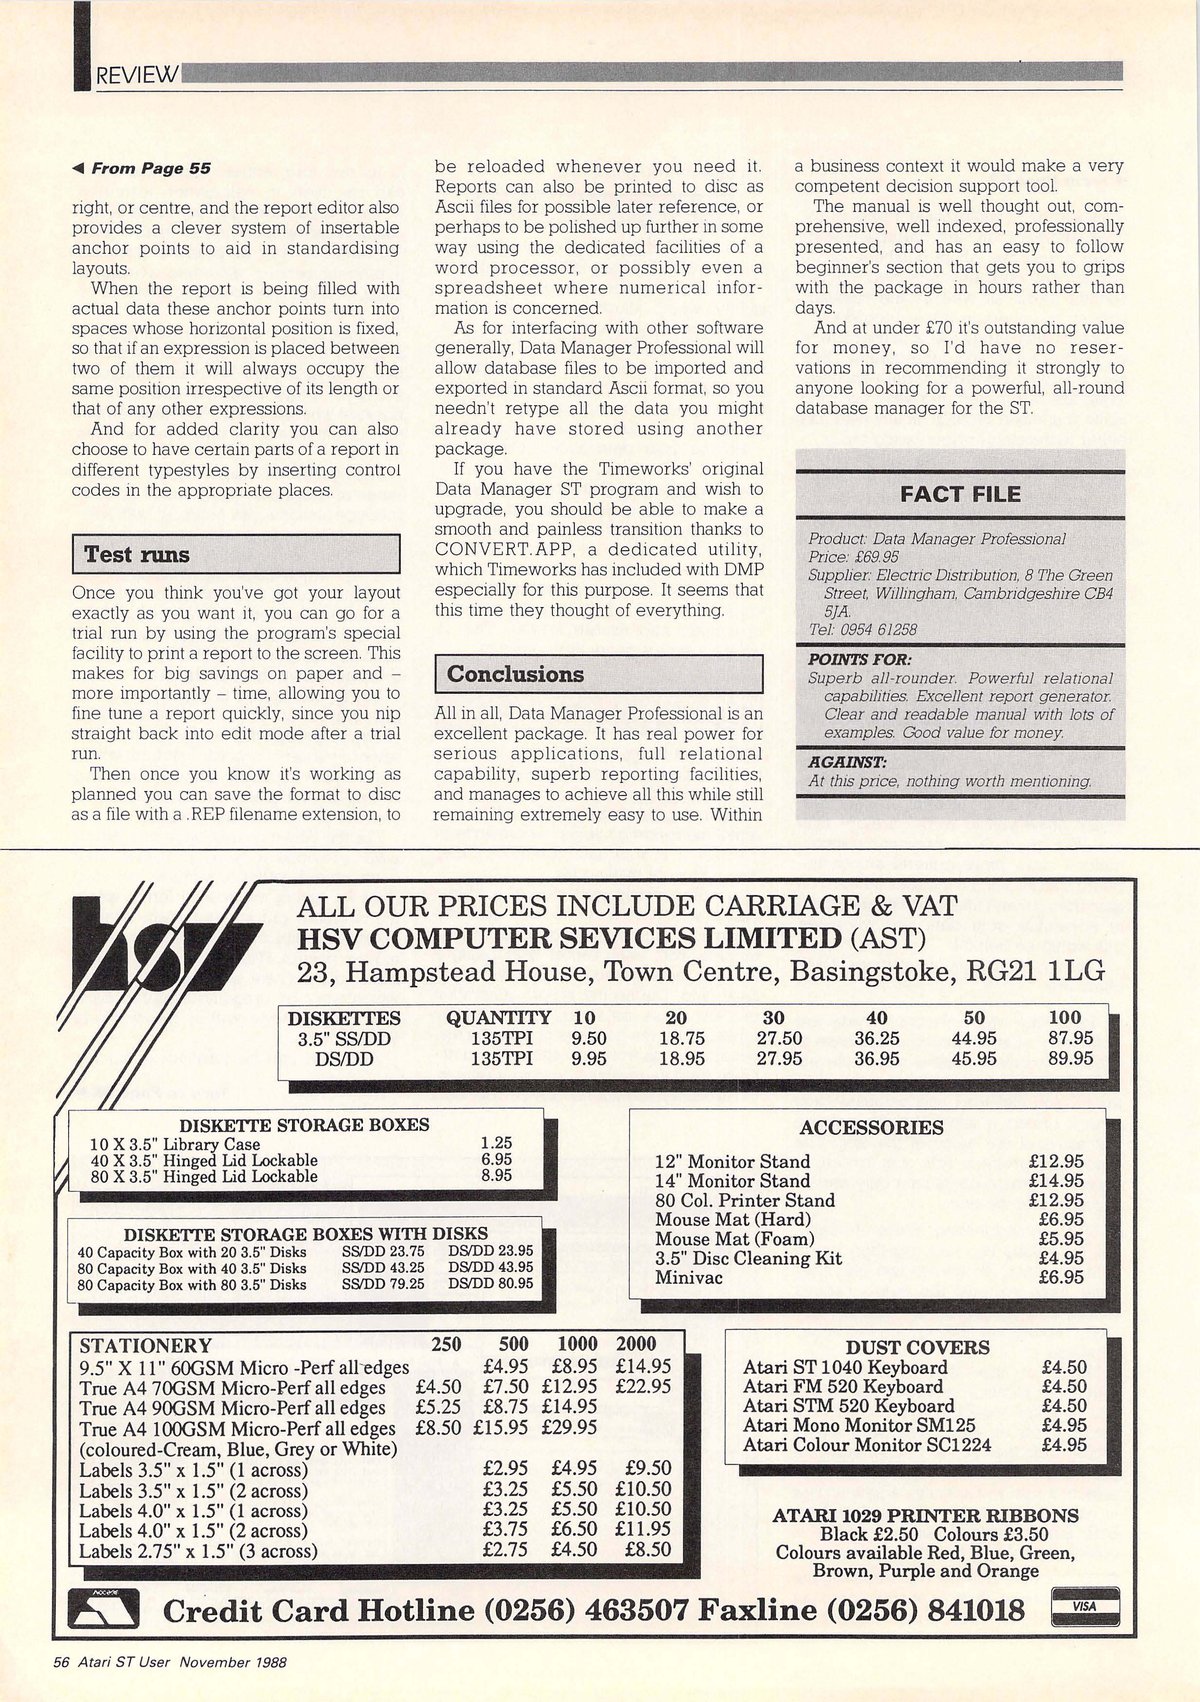 REVIEW
◄ From Page 55
right, or centre, and the report editor also
provides a clever system of insertable
anchor points to aid in standardising
layouts.
When the report is being filled with
actual data these anchor points turn into
spaces whose horizontal position is fixed,
so that if an expression is placed between
two of them it will always occupy the
same position irrespective of its length or
that of any other expressions.
And for added clarity you can also
choose to have certain parts of a report in
different typestyles by inserting control
codes in the appropriate places.
Test runs
Once you think you've got your layout
exactly as you want it, you can go for a
trial run by using the program's special
facility to print a report to the screen. This
makes for big savings on paper and –
more importantly – time, allowing you to
fine tune a report quickly, since you nip
straight back into edit mode after a trial
run.
Then once you know it's working as
planned you can save the format to disc
as a file with a .REP filename extension, to
be reloaded whenever you need it.
Reports can also be printed to disc as
Ascii files for possible later reference, or
perhaps to be polished up further in some
way using the dedicated facilities of a
word processor, or possibly even a
spreadsheet where numerical infor-
mation is concerned.
As for interfacing with other software
generally, Data Manager Professional will
allow database files to be imported and
exported in standard Ascii format, so you
needn't retype all the data you might
already have stored using another
package.
If you have the Timeworks' original
Data Manager ST program and wish to
upgrade, you should be able to make a
smooth and painless transition thanks to
CONVERT.APP, a dedicated utility,
which Timeworks has included with DMP
especially for this purpose. It seems that
this time they thought of everything.
Conclusions
All in all, Data Manager Professional is an
excellent package. It has real power for
serious applications, full relational
capability, superb reporting facilities,
and manages to achieve all this while still
remaining extremely easy to use. Within
a business context it would make a very
competent decision support tool.
The manual is well thought out, com-
prehensive, well indexed, professionally
presented, and has an easy to follow
beginner's section that gets you to grips
with the package in hours rather than
days.
And at under £70 it's outstanding value
for money, so I'd have no reser-
vations in recommending it strongly to
anyone looking for a powerful, all-round
database manager for the ST.
FACT FILE
Product: Data Manager Professional
Price: £69.95
Supplier: Electric Distribution, 8 The Green
Street, Willingham, Cambridgeshire CB4
5JA.
Tel: 0954 61258
POINTS FOR:
Superb all-rounder. Powerful relational
capabilities. Excellent report generator.
Clear and readable manual with lots of
examples. Good value for money.
AGAINST:
At this price, nothing worth mentioning.
hsv
ALL OUR PRICES INCLUDE CARRIAGE & VAT
HSV COMPUTER SEVICES LIMITED (AST)
23, Hampstead House, Town Centre, Basingstoke, RG21 1LG
DISKETTES QUANTITY 10 20 30 40 50 100
3.5" SS/DD 135TPI 9.50 18.75 27.50 36.25 44.95 87.95
DS/DD 135TPI 9.95 18.95 27.95 36.95 45.95 89.95
DISKETTE STORAGE BOXES
10 X 3.5" Library Case 1.25
40 X 3.5" Hinged Lid Lockable 6.95
80 X 3.5" Hinged Lid Lockable 8.95
DISKETTE STORAGE BOXES WITH DISKS
40 Capacity Box with 20 3.5" Disks SS/DD 23.75 DS/DD 23.95
80 Capacity Box with 40 3.5" Disks SS/DD 43.25 DS/DD 43.95
80 Capacity Box with 80 3.5" Disks SS/DD 79.25 DS/DD 80.95
ACCESSORIES
12" Monitor Stand £12.95
14" Monitor Stand £14.95
80 Col. Printer Stand £12.95
Mouse Mat (Hard) £6.95
Mouse Mat (Foam) £5.95
3.5" Disc Cleaning Kit £4.95
Minivac £6.95
STATIONERY 250 500 1000 2000
9.5" X 11" 60GSM Micro -Perf all edges £4.95 £8.95 £14.95
True A4 70GSM Micro-Perf all edges £4.50 £7.50 £12.95 £22.95
True A4 90GSM Micro-Perf all edges £5.25 £8.75 £14.95
True A4 100GSM Micro-Perf all edges £8.50 £15.95 £29.95
(coloured-Cream, Blue, Grey or White)
Labels 3.5" x 1.5" (1 across) £2.95 £4.95 £9.50
Labels 3.5" x 1.5" (2 across) £3.25 £5.50 £10.50
Labels 4.0" x 1.5" (1 across) £3.25 £5.50 £10.50
Labels 4.0" x 1.5" (2 across) £3.75 £6.50 £11.95
Labels 2.75" x 1.5" (3 across) £2.75 £4.50 £8.50
DUST COVERS
Atari ST 1040 Keyboard £4.50
Atari FM 520 Keyboard £4.50
Atari STM 520 Keyboard £4.50
Atari Mono Monitor SM125 £4.95
Atari Colour Monitor SC1224 £4.95
ATARI 1029 PRINTER RIBBONS
Black £2.50 Colours £3.50
Colours available Red, Blue, Green,
Brown, Purple and Orange
Credit Card Hotline (0256) 463507 Faxline (0256) 841018
VISA
56 Atari ST User November 1988